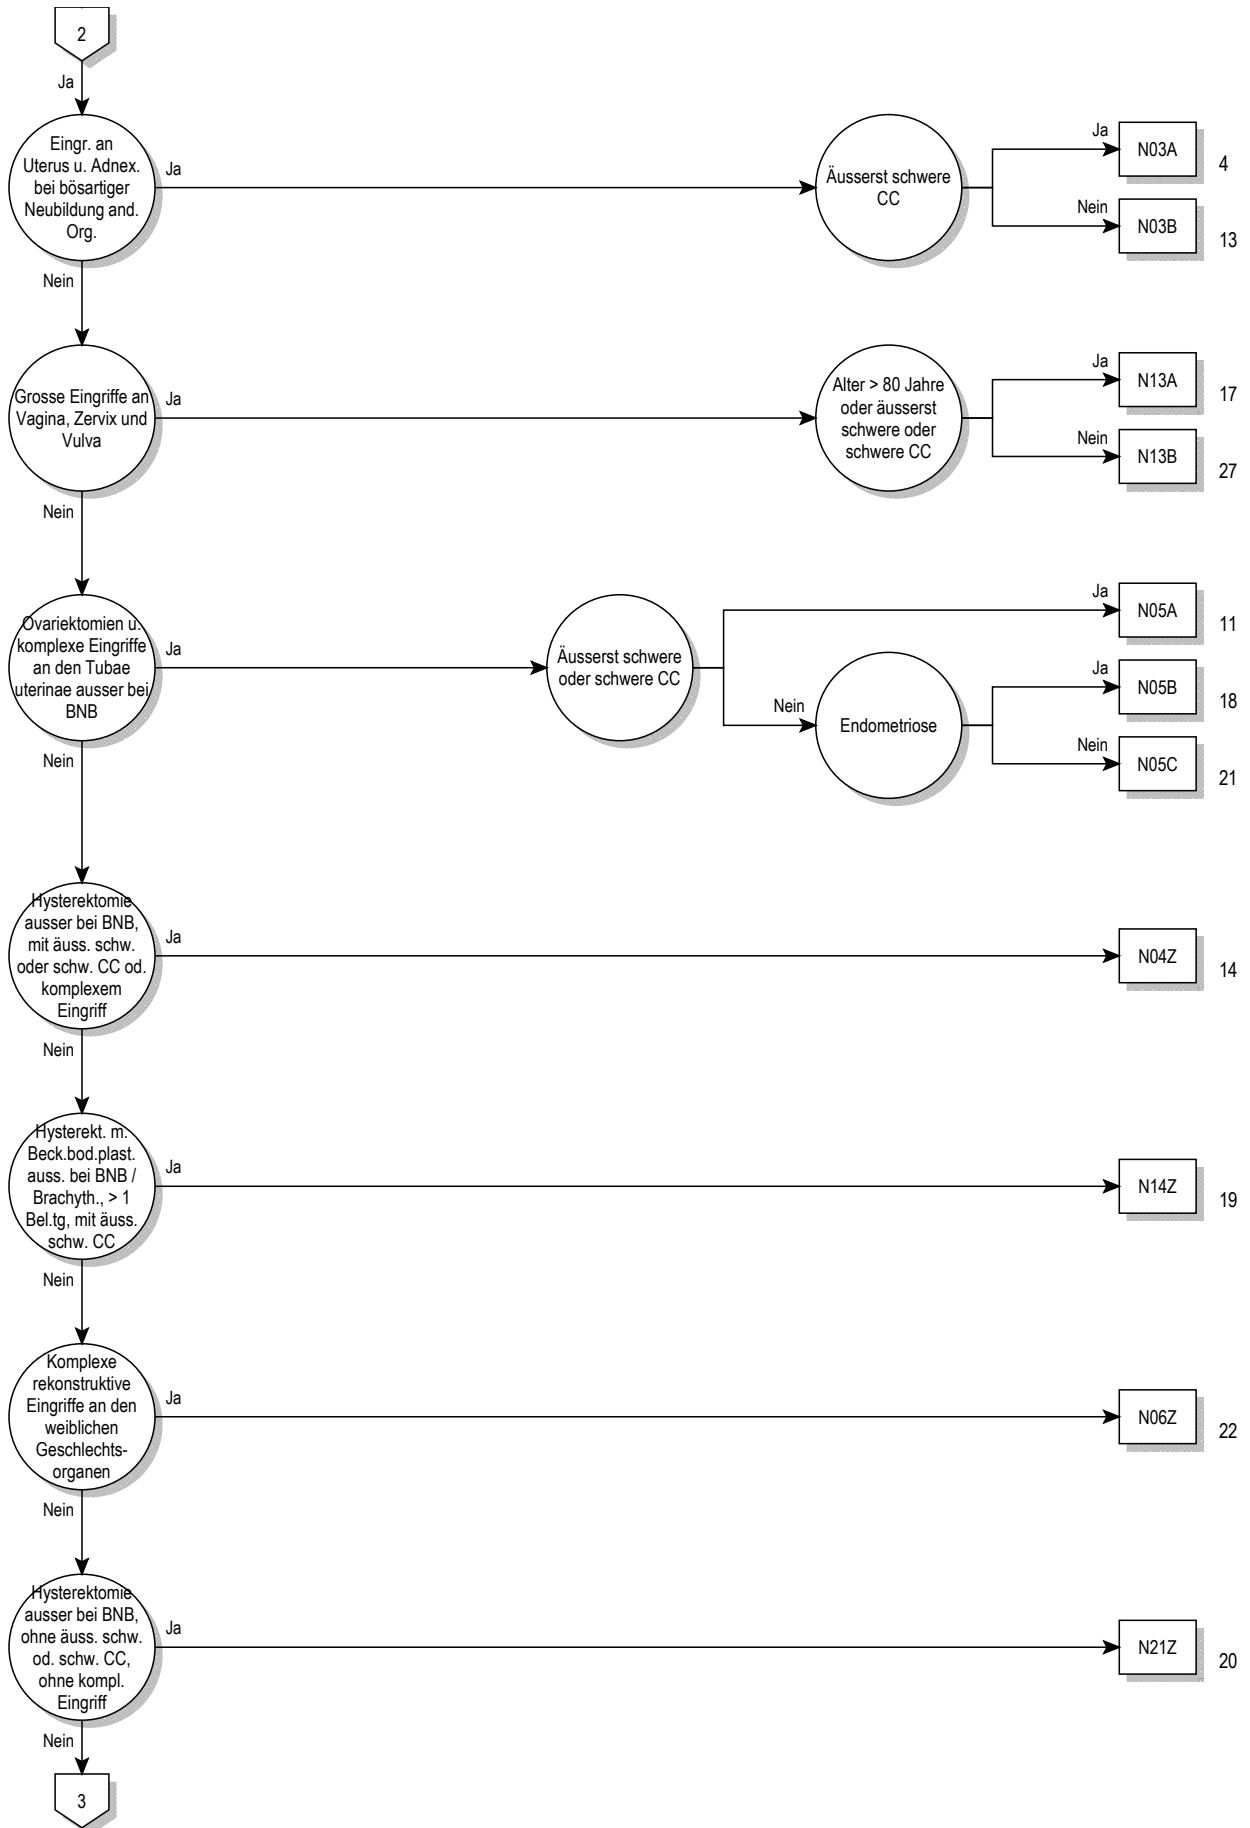 2
Ja
Eingr. an
Uterus u. Adnex.
bei bösartiger
Neubildung and.
Org.
Ja
Äusserst schwere
CC
Ja
N03A
4
Nein
N03B
13
Nein
Grosse Eingriffe an
Vagina, Zervix und
Vulva
Ja
Alter > 80 Jahre
oder äusserst
schwere oder
schwere CC
Ja
N13A
17
Nein
N13B
27
Nein
Ovariektomien u.
komplexe Eingriffe
an den Tubae
uterinae ausser bei
BNB
Ja
Äusserst schwere
oder schwere CC
Ja
N05A
11
Nein
Endometriose
Ja
N05B
18
Nein
N05C
21
Nein
Hysterektomie
ausser bei BNB,
mit äuss. schw.
oder schw. CC od.
komplexem
Eingriff
Ja
N04Z
14
Nein
Hysterekt. m.
Beck.bod.plast.
auss. bei BNB /
Brachyth., > 1
Bel.tg, mit äuss.
schw. CC
Ja
N14Z
19
Nein
Komplexe
rekonstruktive
Eingriffe an den
weiblichen
Geschlechts-
organen
Ja
N06Z
22
Nein
Hysterektomie
ausser bei BNB,
ohne äuss. schw.
od. schw. CC,
ohne kompl.
Eingriff
Ja
N21Z
20
Nein
3